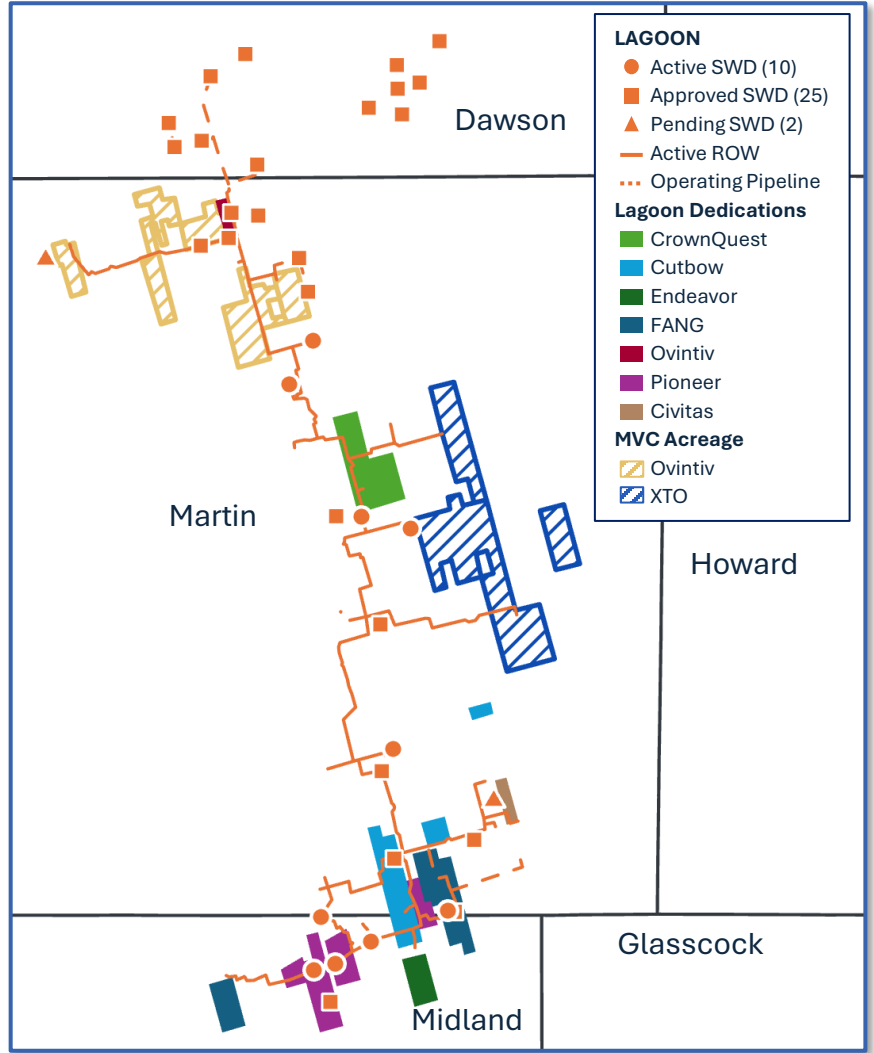 LAGOON
Active SWD (10)
Approved SWD (25)
Pending SWD (2)
Active ROW
Operating Pipeline
Lagoon Dedications
CrownQuest
Cutbow
Endeavor
FANG
Ovintiv
Pioneer
Civitas
MVC Acreage
Ovintiv
XTO
Dawson
Martin
Howard
Glasscock
Midland